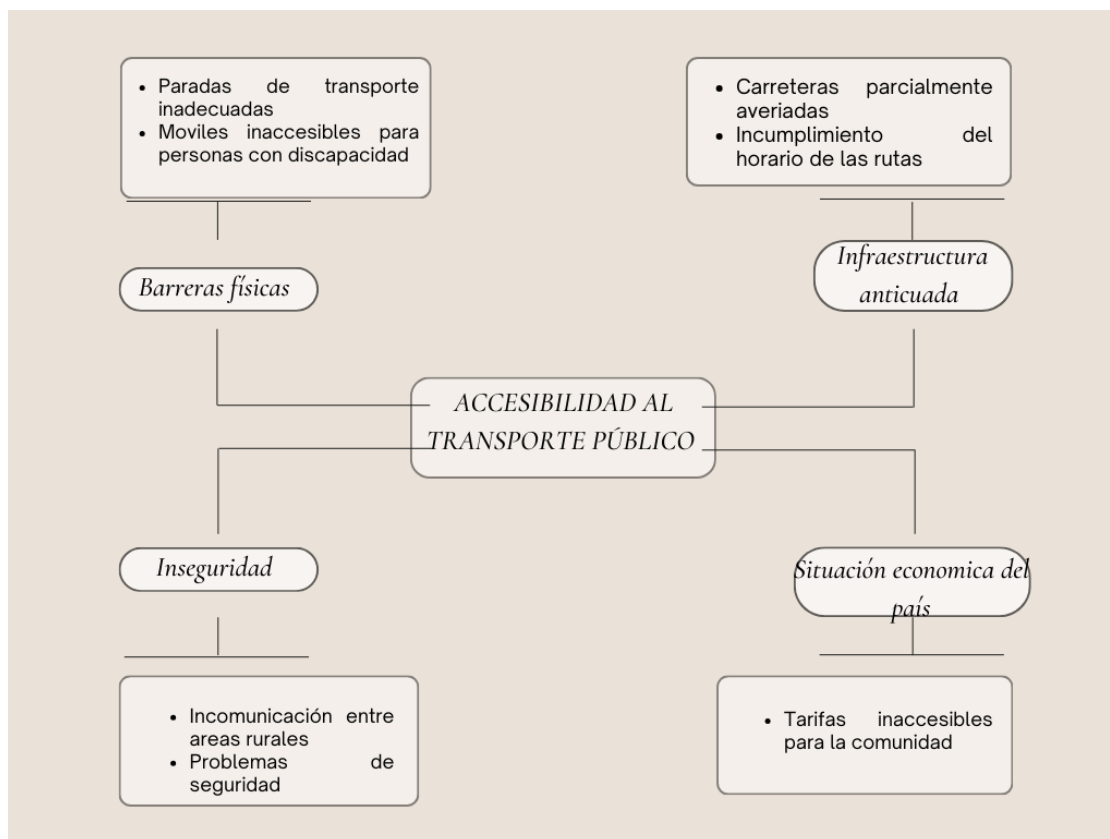 Paradas de transporte
inadecuadas
Moviles inaccesibles para
personas con discapacidad
Carreteras parcialmente
averiadas
Incumplimiento del
horario de las rutas
Barreras físicas
Infraestructura
anticuada
ACCESIBILIDAD AL
TRANSPORTE PÚBLICO
Inseguridad
Situación economica del
país
Incomunicación entre
areas rurales
Problemas de
seguridad
Tarifas inaccesibles
para la comunidad